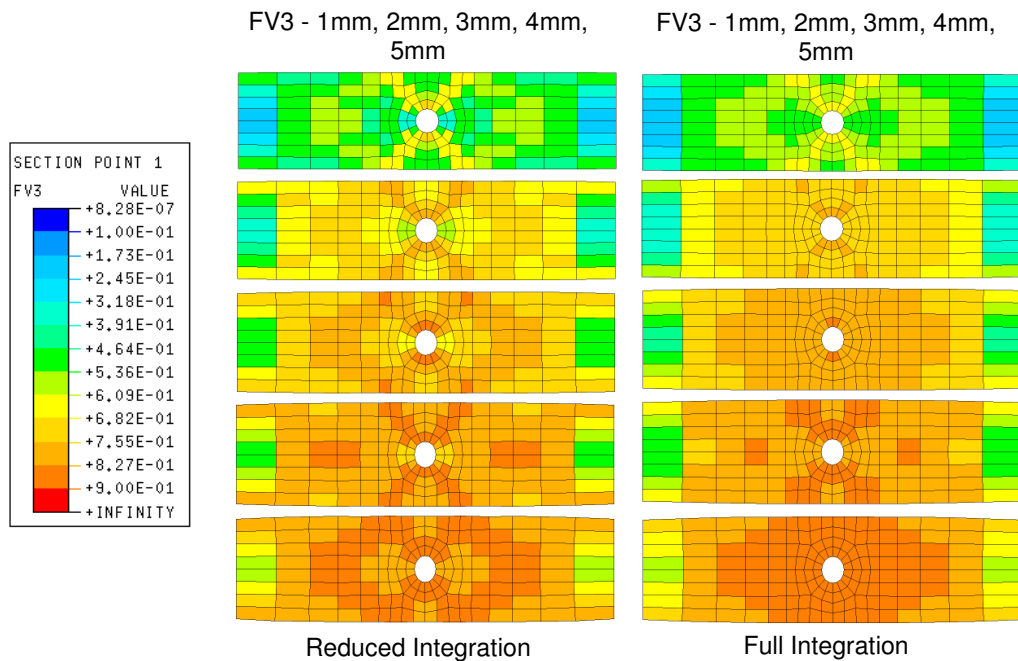 FV3 - 1mm, 2mm, 3mm, 4mm,
5mm
FV3 - 1mm, 2mm, 3mm, 4mm,
5mm
SECTION POINT 1
FV3 VALUE
+8.28E-07
+1.00E-01
+1.73E-01
+2.45E-01
+3.18E-01
+3.91E-01
+4.64E-01
+5.36E-01
+6.09E-01
+6.82E-01
+7.55E-01
+8.27E-01
+9.00E-01
+INFINITY
Reduced Integration
Full Integration